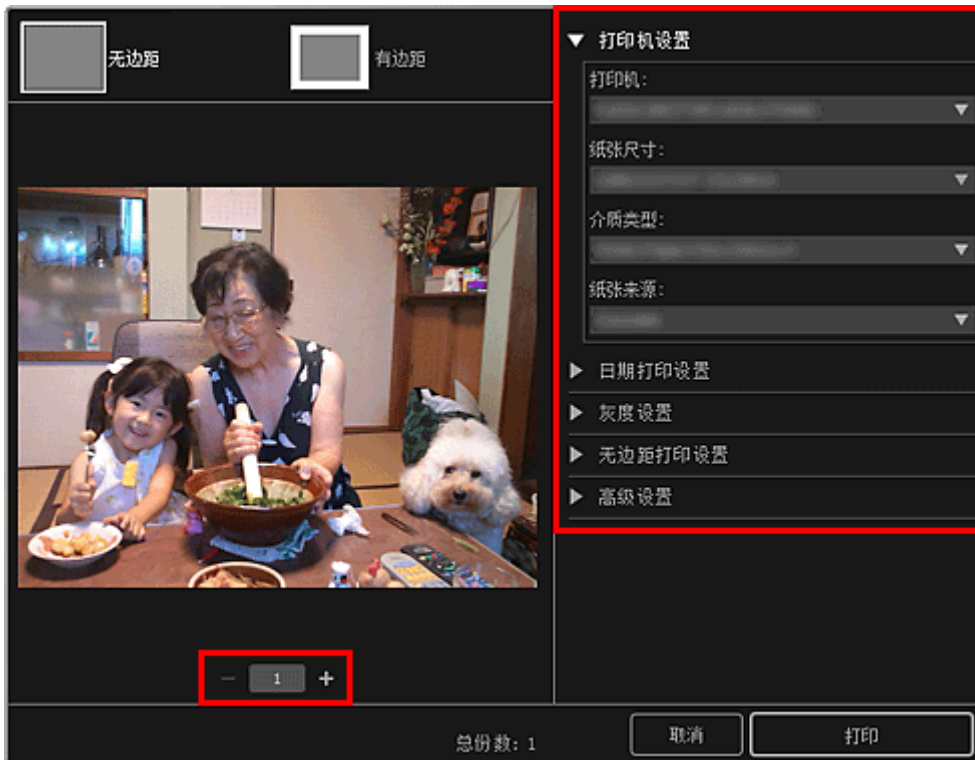 无边距
有边距
打印机设置
打印机:
纸张尺寸:
介质类型:
纸张来源:
日期打印设置
灰度设置
无边距打印设置
高级设置
1
总份数: 1
取消
打印